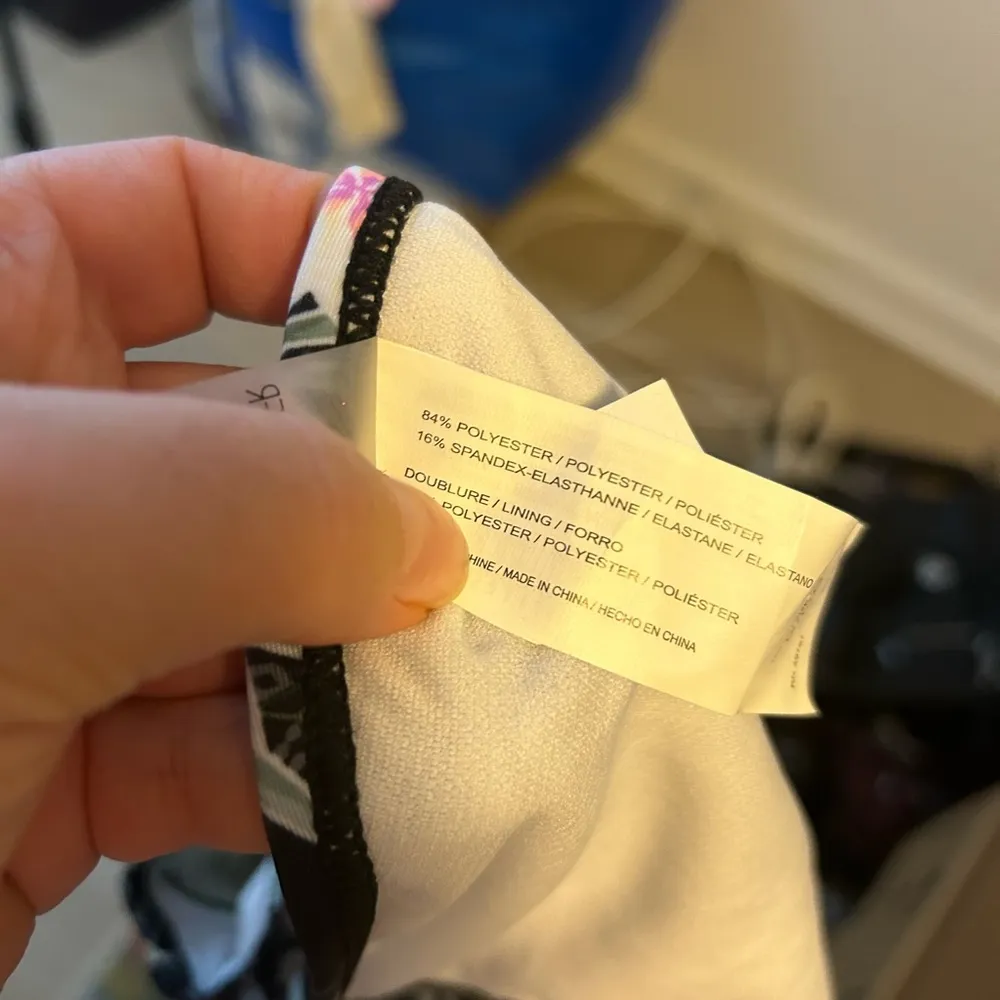 84% POLYESTER / POLYESTER / POLIÉSTER
16% SPANDEX-ELASTHANNE / ELASTANE / ELASTANO
DOUBLURE / LINING / FORRO
POLYESTER / POLYESTER / POLIÉSTER
/ MADE IN CHINA / HECHO EN CHINA